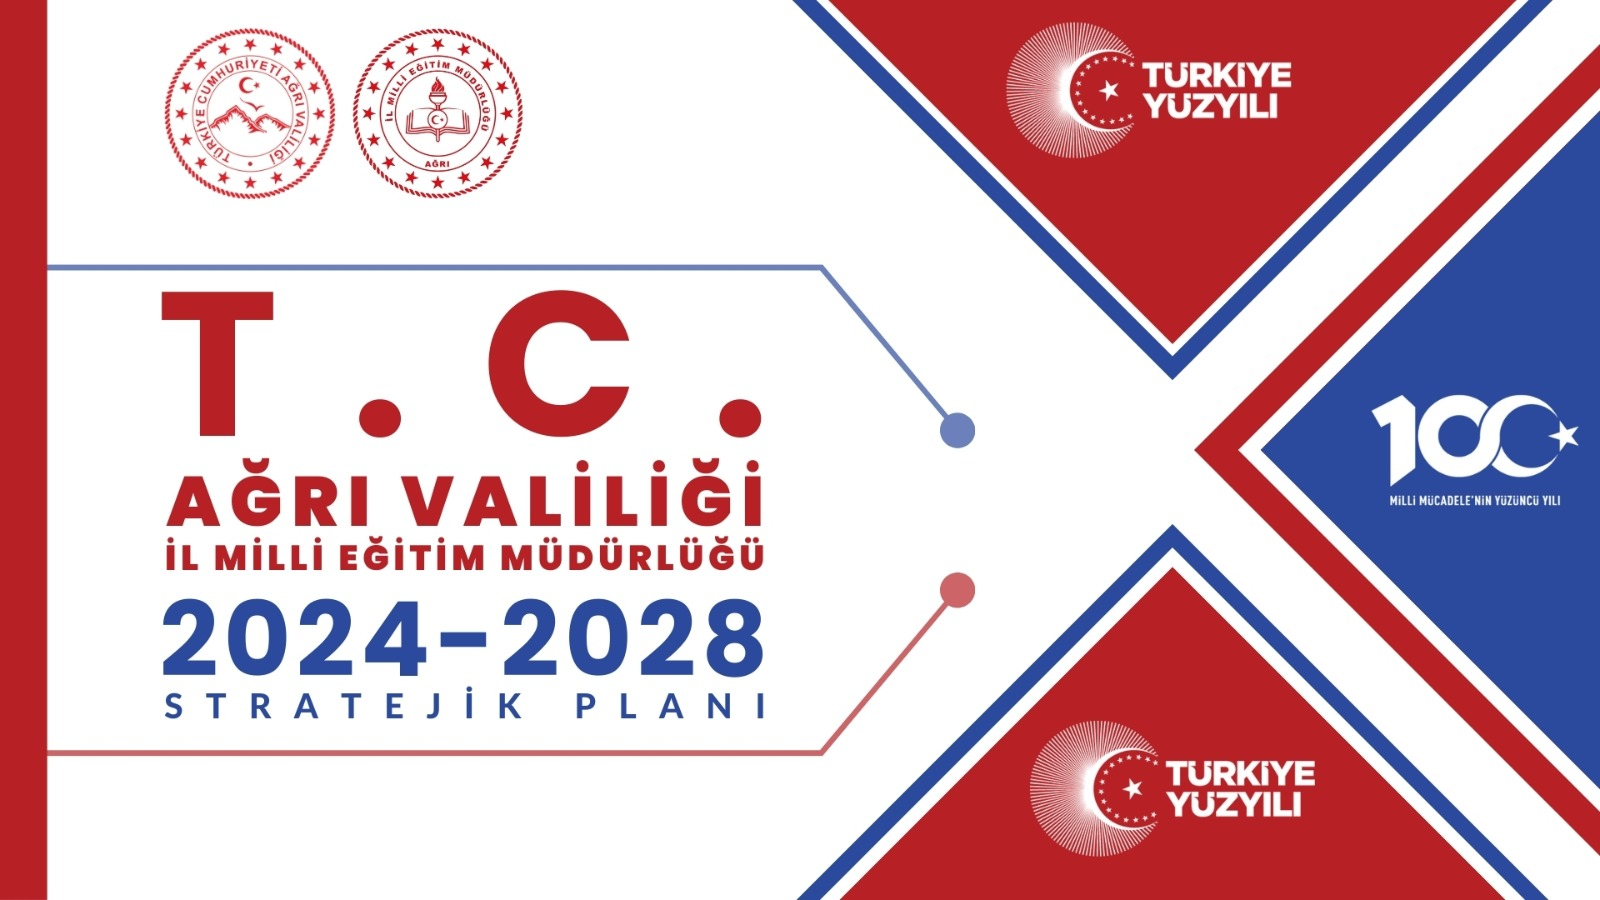 TÜRKİYE CUMHURİYETİ AĞRI VALİLİĞİ
İL MİLLİ EĞİTİM MÜDÜRLÜĞÜ
AĞRI
TÜRKİYE
YÜZYILI
T.C.
AĞRI VALİLİĞİ
İL MİLLİ EĞİTİM MÜDÜRLÜĞÜ
2024-2028
STRATEJİK PLANI
100
MİLLİ MÜCADELE'NİN YÜZÜNCÜ YILI
TÜRKİYE
YÜZYILI